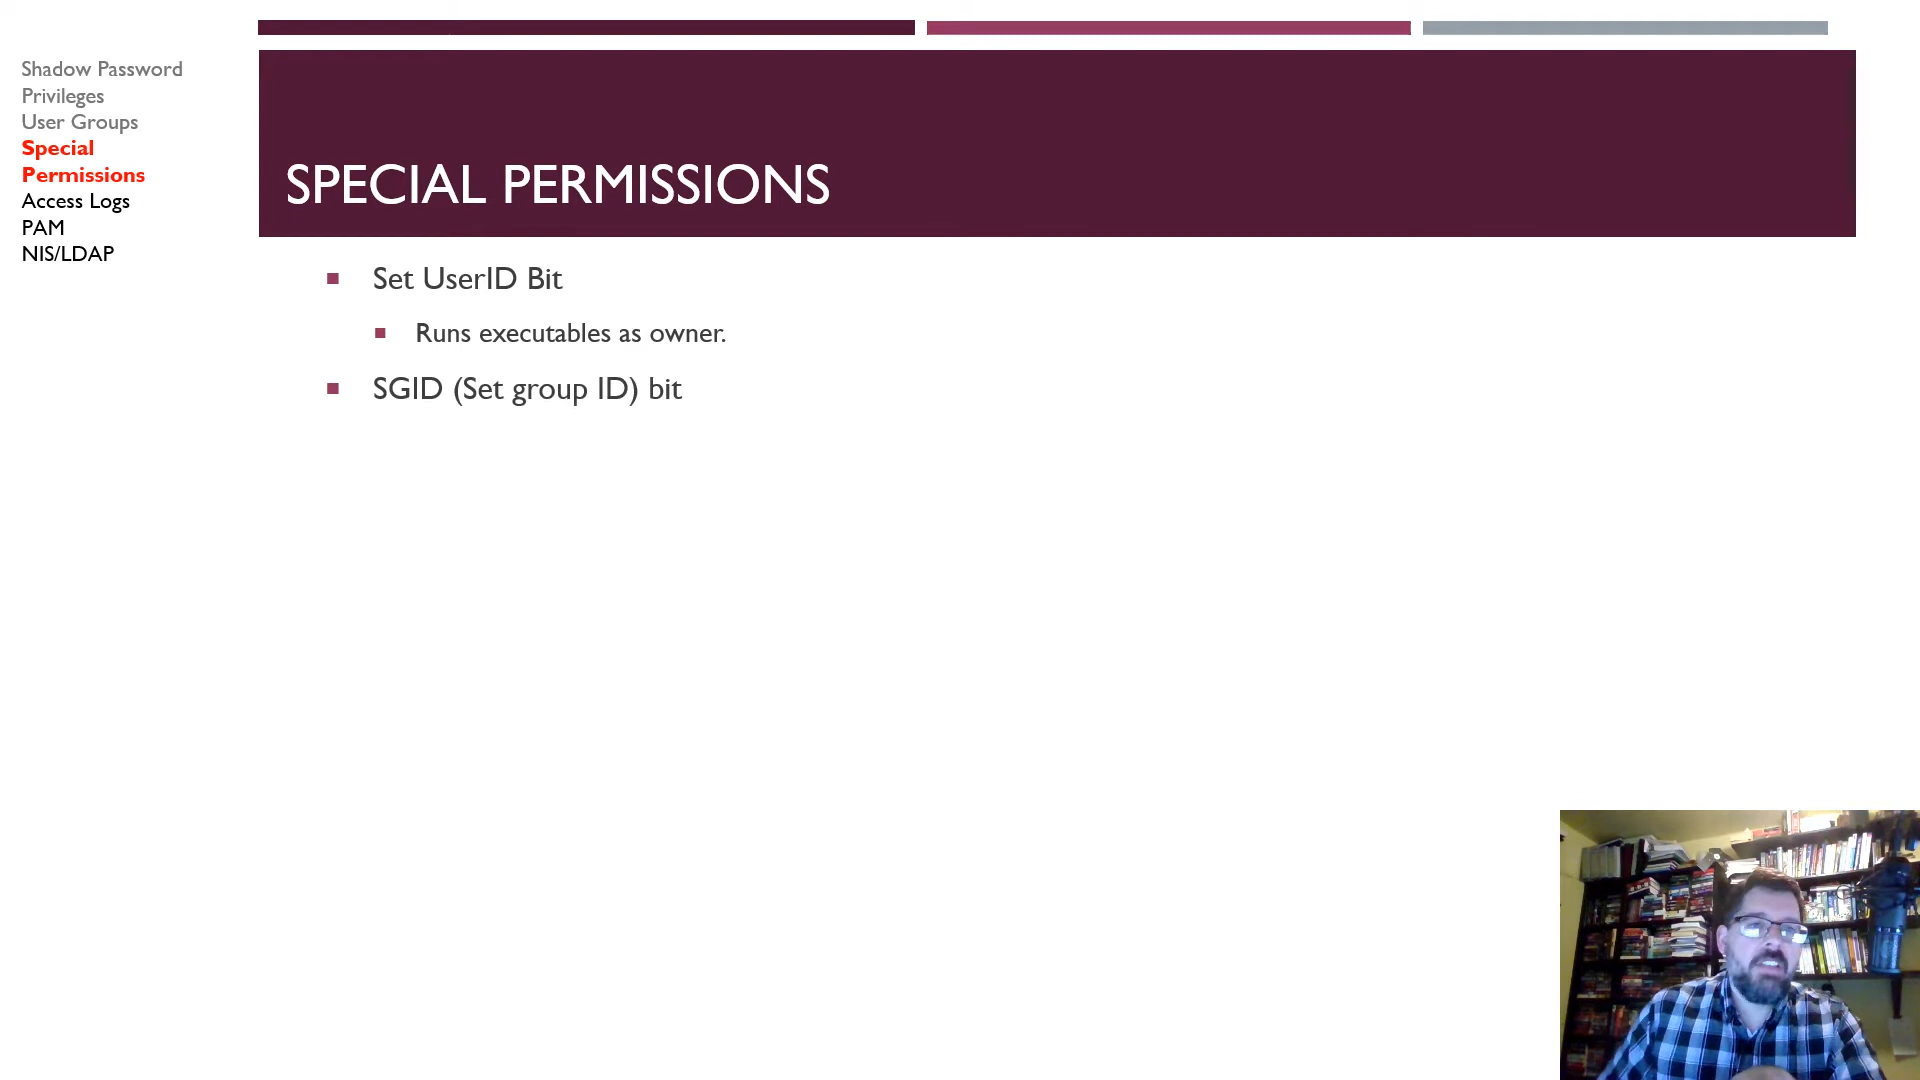 Shadow Password
Privileges
User Groups
Special
Permissions
Access Logs
PAM
NIS/LDAP
SPECIAL PERMISSIONS
Set UserID Bit
Runs executables as owner.
SGID (Set group ID) bit